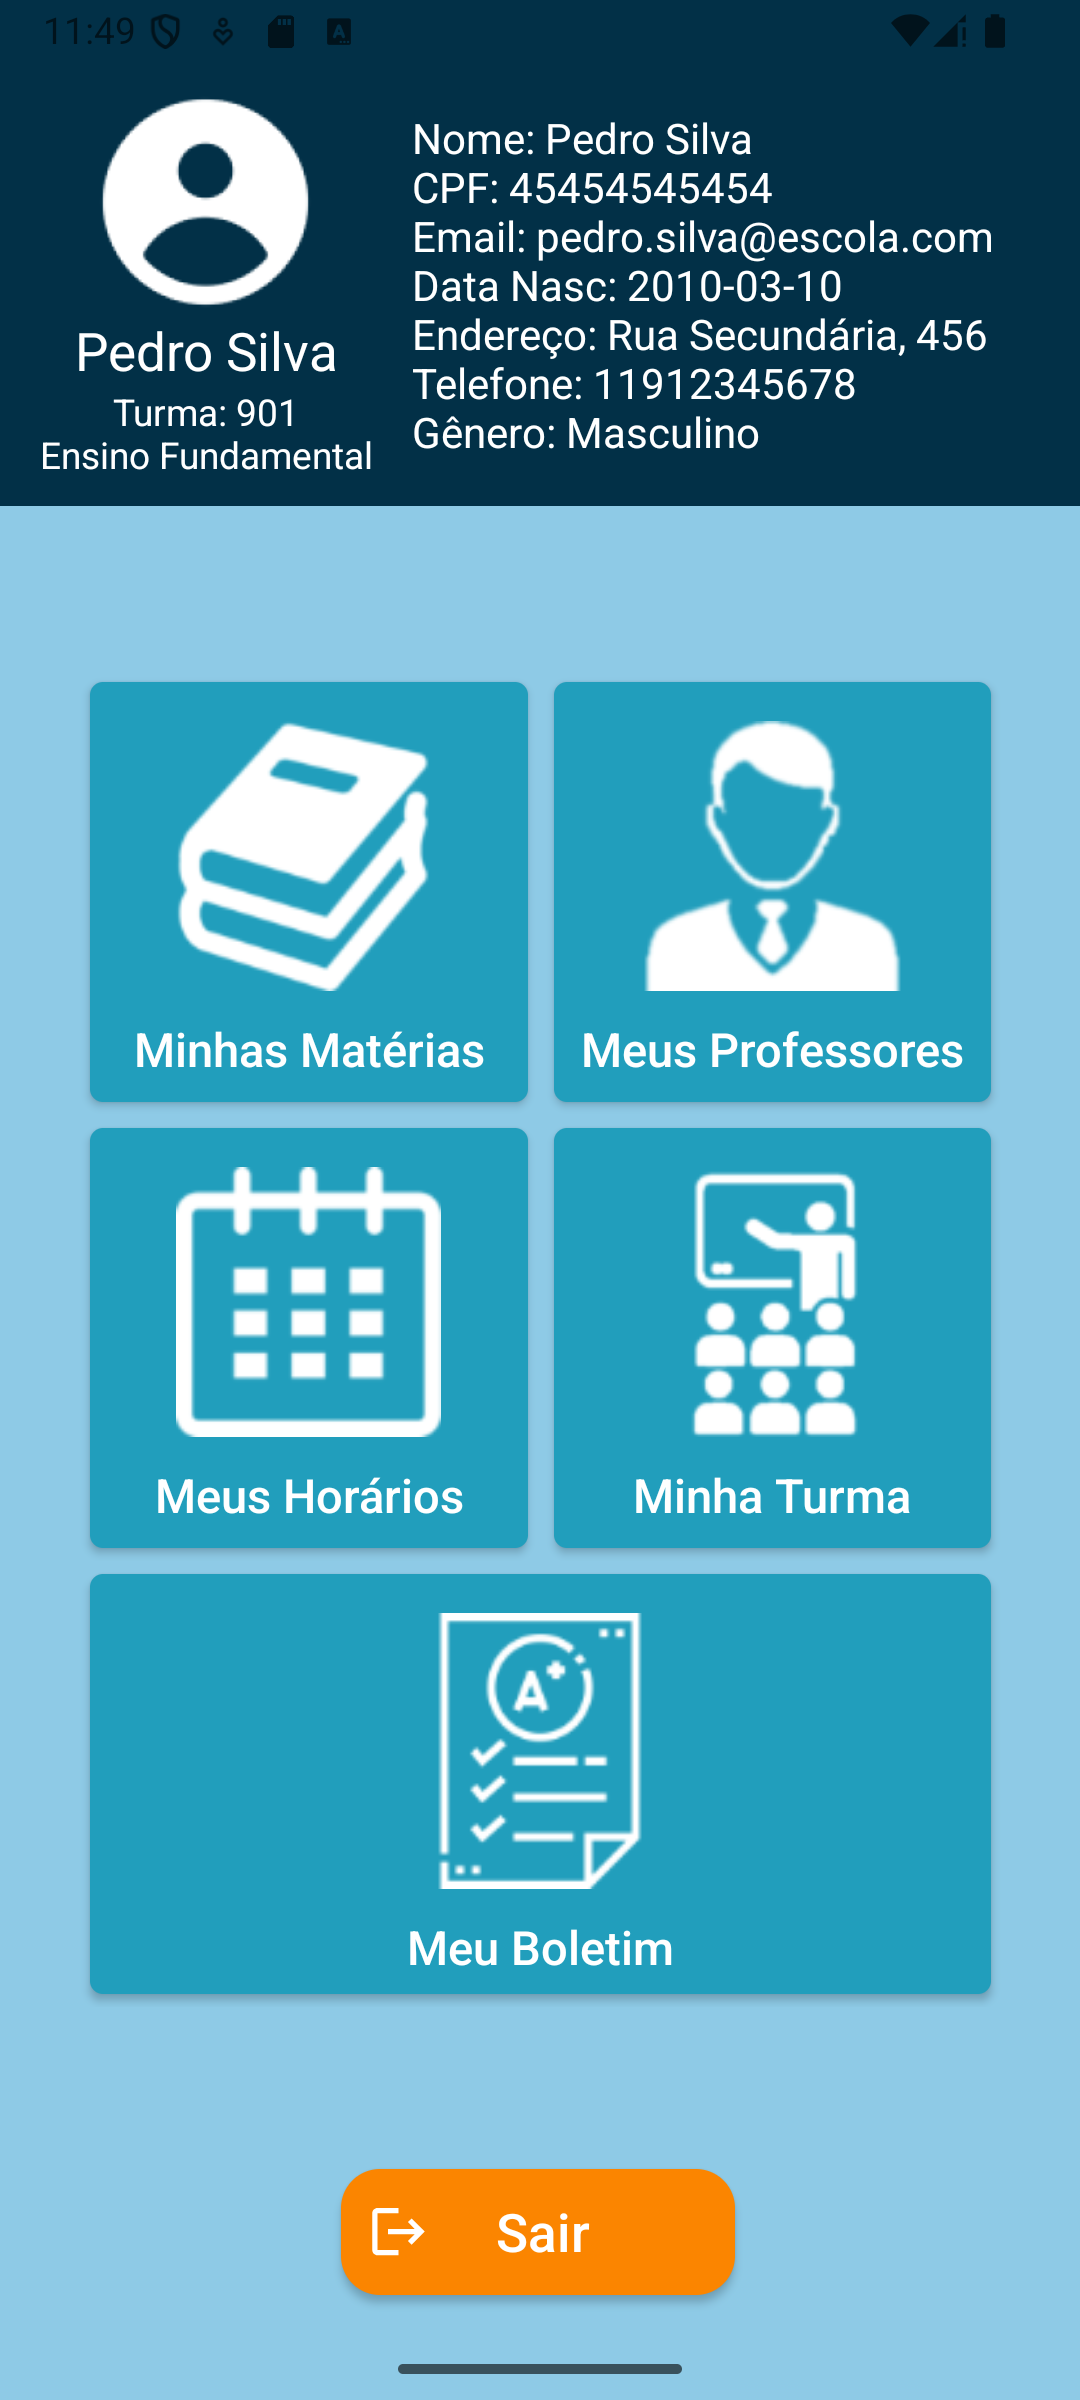 11:49
Nome: Pedro Silva
CPF: 45454545454
Email: pedro.silva@escola.com
Data Nasc: 2010-03-10
Endereço: Rua Secundária, 456
Telefone: 11912345678
Gênero: Masculino
Pedro Silva
Turma: 901
Ensino Fundamental
Minhas Matérias
Meus Professores
Meus Horários
Minha Turma
A+
Meu Boletim
Sair